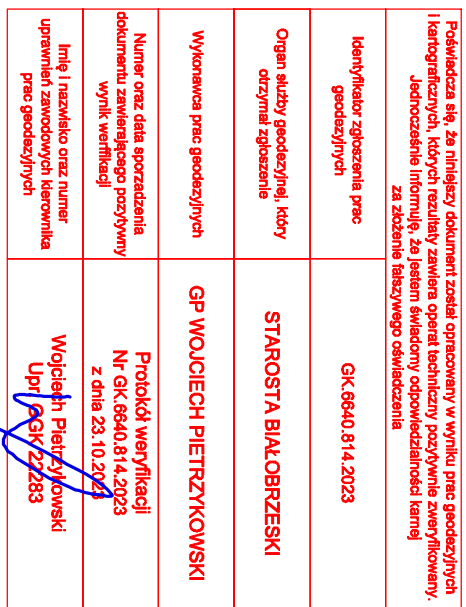 Poświadcza się, że niniejszy dokument został opracowany w wyniku prac geodezyjnych
i kartograficznych, których rezultaty zawiera operat techniczny pozytywnie zweryfikowany.
Jednocześnie informuję, że jestem świadomy odpowiedzialności karnej
za złożenie fałszywego oświadczenia
Identyfikator zgłoszenia prac
geodezyjnych
GK.6640.814.2023
Organ służby geodezyjnej, który
otrzymał zgłoszenie
STAROSTA BIAŁOBRZESKI
Wykonawca prac geodezyjnych
GP WOJCIECH PIETRZYKOWSKI
Numer oraz data sporządzenia
dokumentu zawierającego pozytywny
wynik weryfikacji
Protokół weryfikacji
Nr GK.6640.814.2023
z dnia 23.10.2023
Imię i nazwisko oraz numer
uprawnień zawodowych kierownika
prac geodezyjnych
Wojciech Pietrzykowski
Upr. GGK 22283